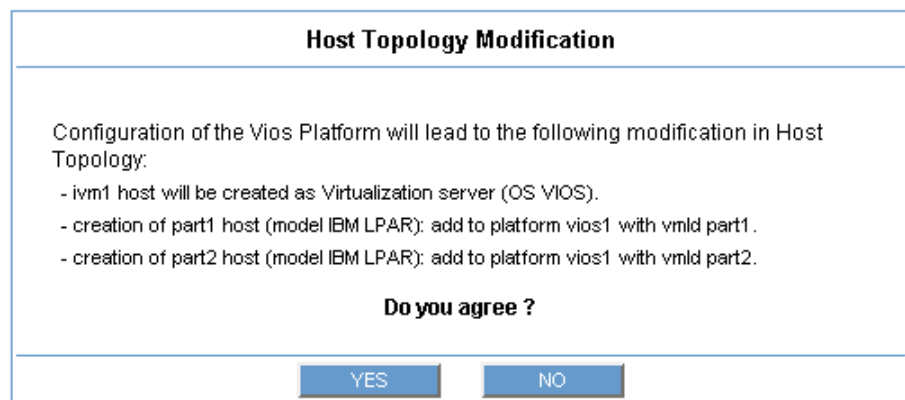 Host Topology Modification
Configuration of the Vios Platform will lead to the following modification in Host
Topology:
- ivm1 host will be created as Virtualization server (OS VIOS).
- creation of part1 host (model IBM LPAR): add to platform vios1 with vmId part1.
- creation of part2 host (model IBM LPAR): add to platform vios1 with vmId part2.
Do you agree ?
YES NO